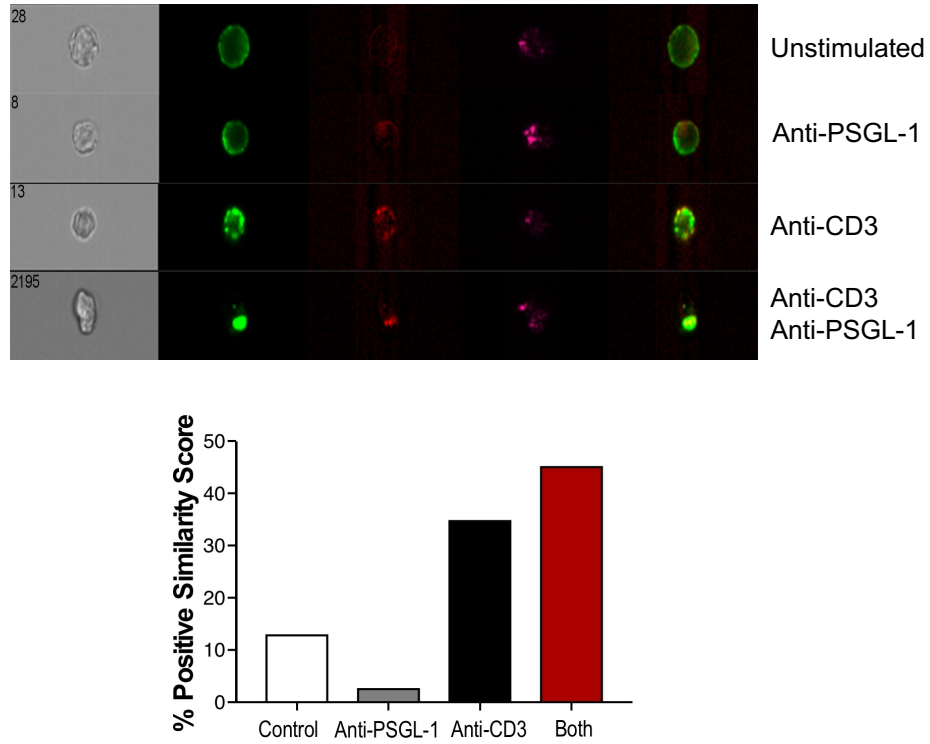 28
Unstimulated
8
Anti-PSGL-1
13
Anti-CD3
2195
Anti-CD3
Anti-PSGL-1
% Positive Similarity Score
50
40
30
20
10
0
Control Anti-PSGL-1 Anti-CD3 Both